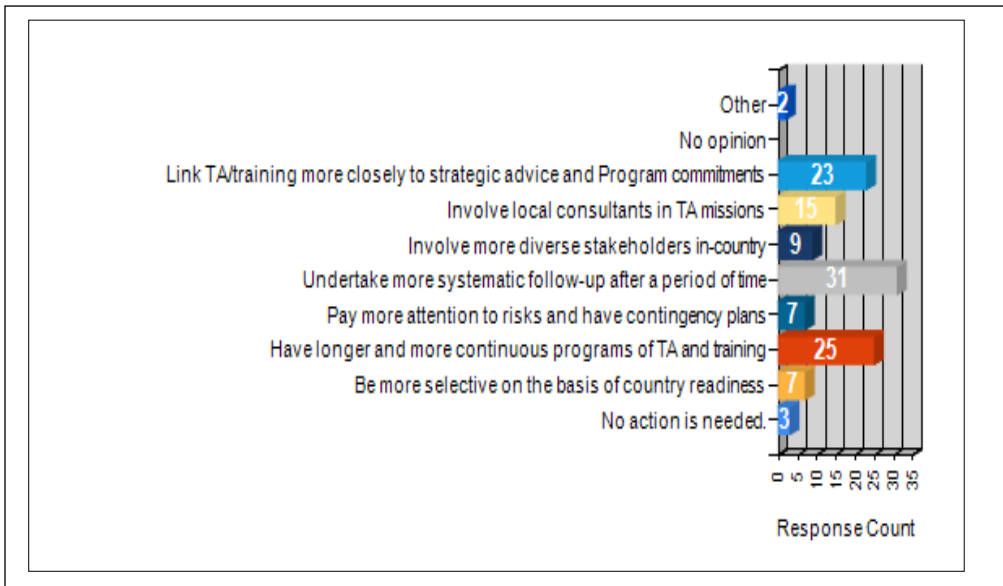 Other 2
No opinion
Link TA/training more closely to strategic advice and Program commitments 23
Involve local consultants in TA missions 15
Involve more diverse stakeholders in-country 9
Undertake more systematic follow-up after a period of time 31
Pay more attention to risks and have contingency plans 7
Have longer and more continuous programs of TA and training 25
Be more selective on the basis of country readiness 7
No action is needed. 3
0 5 10 15 20 25 30 35
Response Count